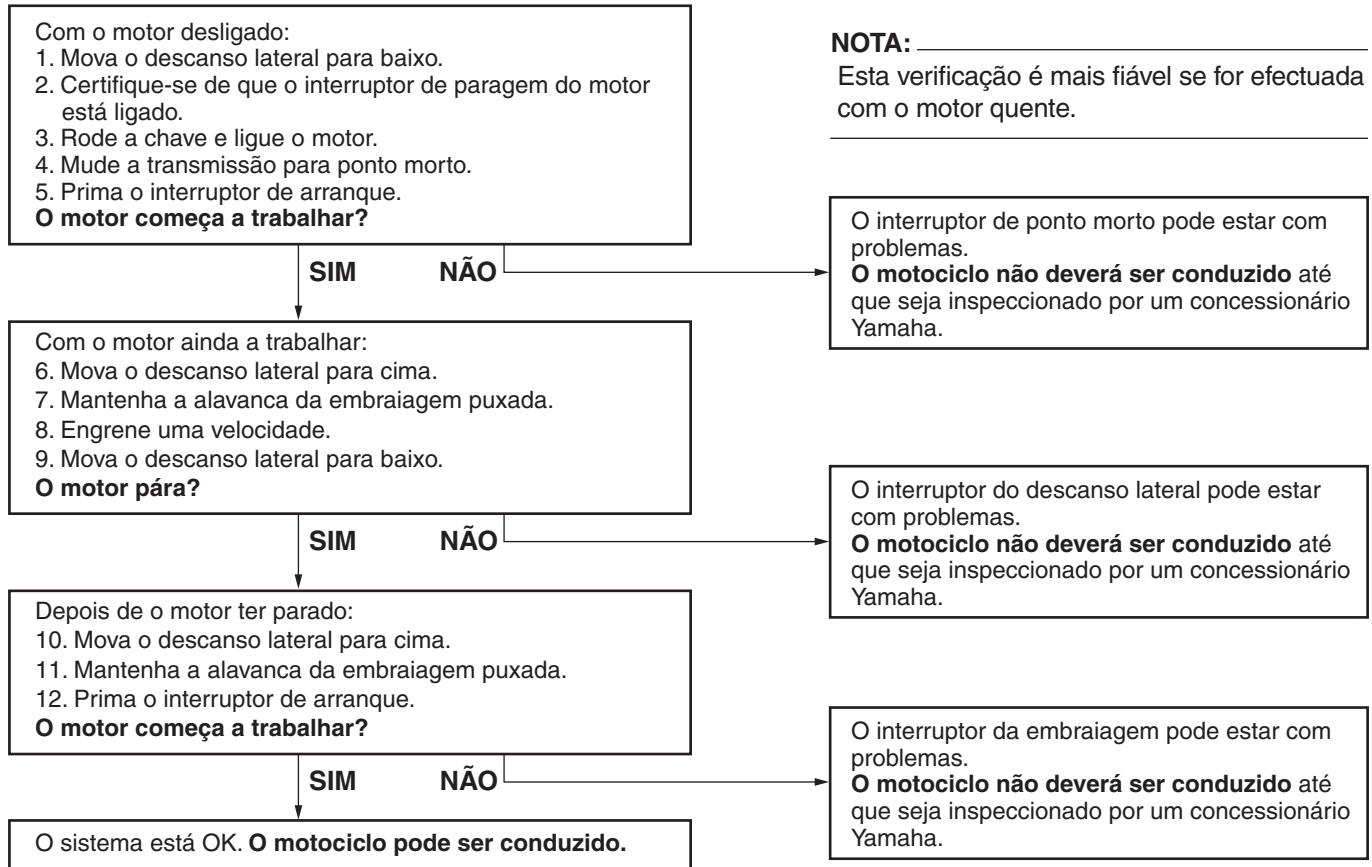 Com o motor desligado:
1. Mova o descanso lateral para baixo.
2. Certifique-se de que o interruptor de paragem do motor
está ligado.
3. Rode a chave e ligue o motor.
4. Mude a transmissão para ponto morto.
5. Prima o interruptor de arranque.
O motor começa a trabalhar?
NOTA:
Esta verificação é mais fiável se for efectuada
com o motor quente.
SIM NÃO
O interruptor de ponto morto pode estar com
problemas.
O motociclo não deverá ser conduzido até
que seja inspeccionado por um concessionário
Yamaha.
Com o motor ainda a trabalhar:
6. Mova o descanso lateral para cima.
7. Mantenha a alavanca da embraiagem puxada.
8. Engrene uma velocidade.
9. Mova o descanso lateral para baixo.
O motor pára?
SIM NÃO
O interruptor do descanso lateral pode estar
com problemas.
O motociclo não deverá ser conduzido até
que seja inspeccionado por um concessionário
Yamaha.
Depois de o motor ter parado:
10. Mova o descanso lateral para cima.
11. Mantenha a alavanca da embraiagem puxada.
12. Prima o interruptor de arranque.
O motor começa a trabalhar?
SIM NÃO
O interruptor da embraiagem pode estar com
problemas.
O motociclo não deverá ser conduzido até
que seja inspeccionado por um concessionário
Yamaha.
O sistema está OK. O motociclo pode ser conduzido.